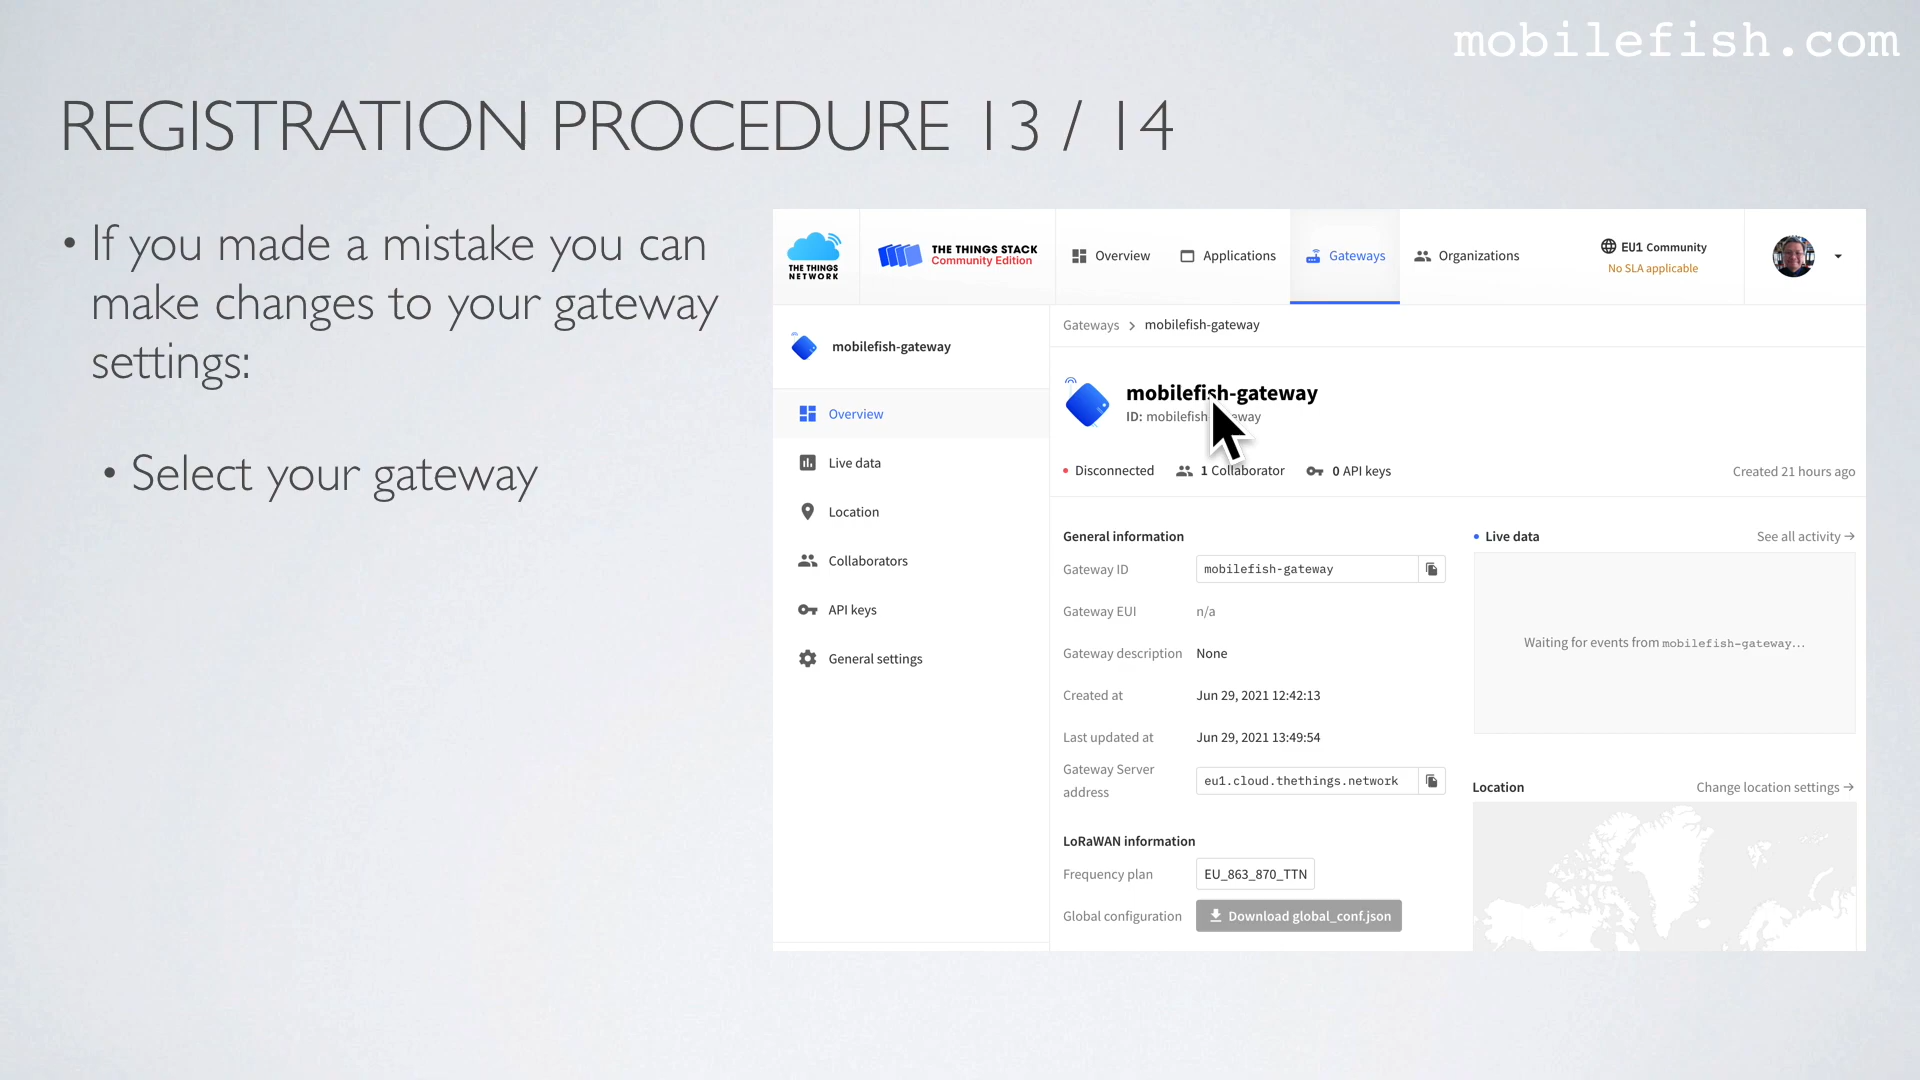 mobilefish.com
REGISTRATION PROCEDURE 13 / 14
• If you made a mistake you can
make changes to your gateway
settings:
• Select your gateway
THE THINGS
NETWORK
THE THINGS STACK
Community Edition
Overview
Applications
Gateways
Organizations
EU1 Community
No SLA applicable
mobilefish-gateway
Overview
Live data
Location
Collaborators
API keys
General settings
Gateways > mobilefish-gateway
mobilefish-gateway
ID: mobilefish-gateway
Disconnected
1 Collaborator
0 API keys
Created 21 hours ago
General information
Gateway ID mobilefish-gateway
Gateway EUI n/a
Gateway description None
Created at Jun 29, 2021 12:42:13
Last updated at Jun 29, 2021 13:49:54
Gateway Server
address
eu1.cloud.thethings.network
LoRaWAN information
Frequency plan EU_863_870_TTN
Global configuration Download global_conf.json
Live data See all activity →
Waiting for events from mobilefish-gateway...
Location Change location settings →